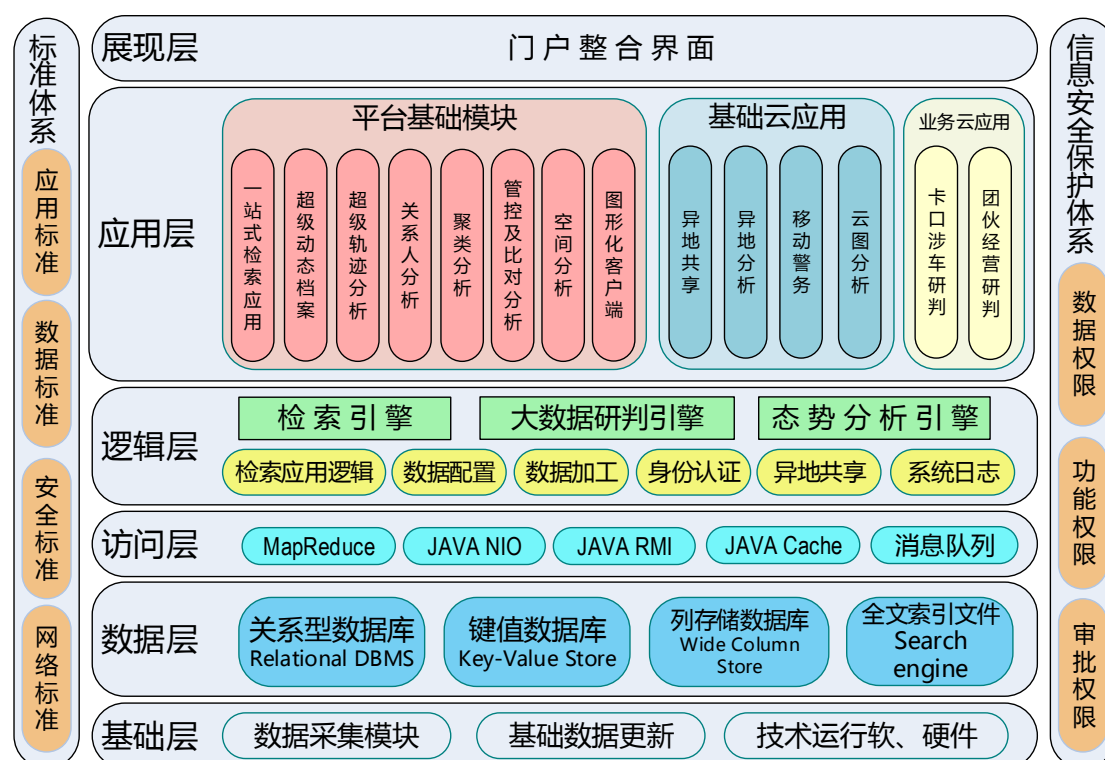 标准体系
应用标准
数据标准
安全标准
网络标准
展现层
门户整合界面
应用层
平台基础模块
一站式检索应用
超级动态档案
超级轨迹分析
关系人分析
聚类分析
管控及比对分析
空间分析
图形化客户端
基础云应用
异地共享
异地分析
移动警务
云图分析
业务云应用
卡口涉车研判
团伙经营研判
逻辑层
检索引擎
大数据研判引擎
态势分析引擎
检索应用逻辑
数据配置
数据加工
身份认证
异地共享
系统日志
访问层
MapReduce
JAVA NIO
JAVA RMI
JAVA Cache
消息队列
数据层
关系型数据库
Relational DBMS
键值数据库
Key-Value Store
列存储数据库
Wide Column
Store
全文索引文件
Search
engine
基础层
数据采集模块
基础数据更新
技术运行软、硬件
信息安全保护体系
数据权限
功能权限
审批权限